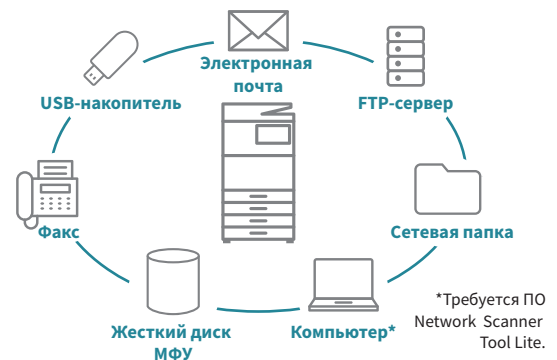 Электронная
почта
USB-накопитель
FTP-сервер
Факс
Сетевая папка
Жесткий диск
МФУ
Компьютер*
*Требуется ПО
Network Scanner
Tool Lite.